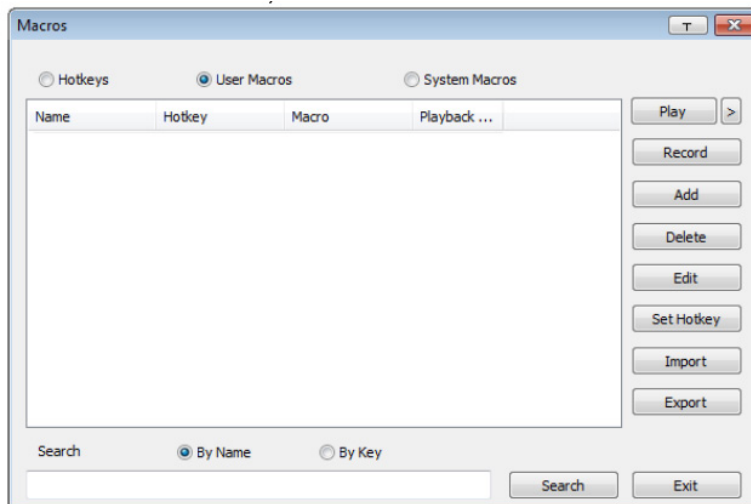 Macros
Hotkeys User Macros System Macros
Name Hotkey Macro Playback ...
Play >
Record
Add
Delete
Edit
Set Hotkey
Import
Export
Search By Name By Key
Search Exit